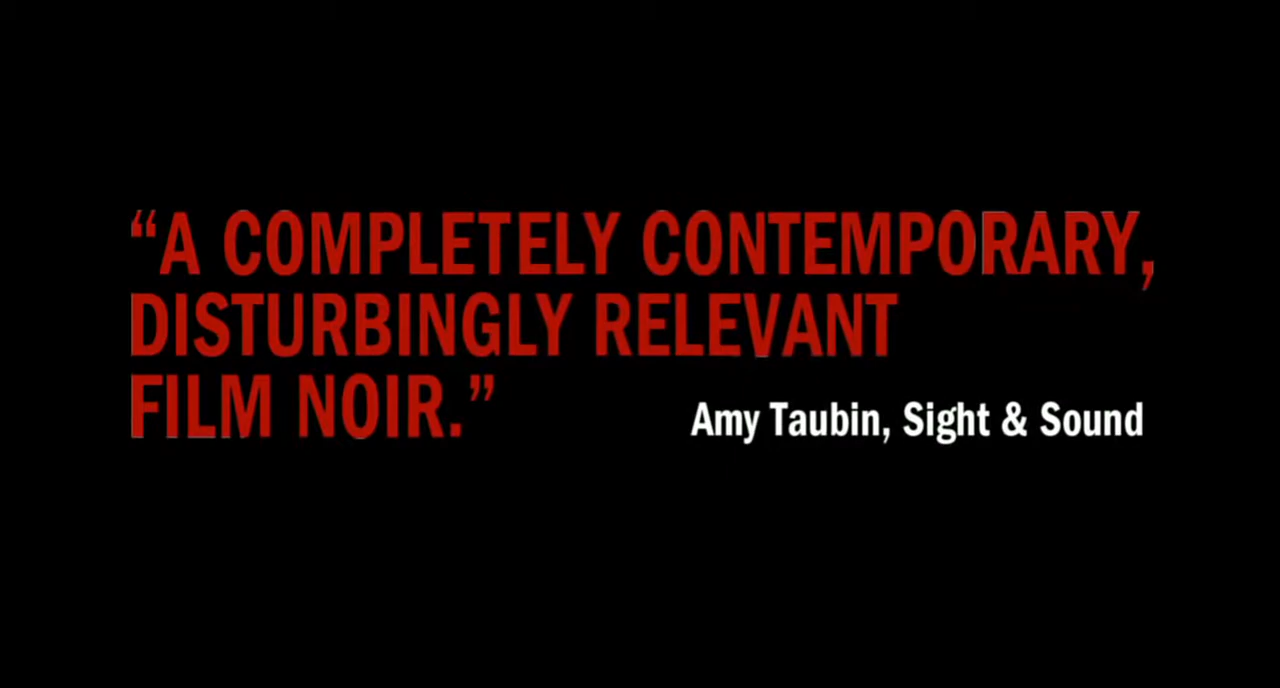 “A COMPLETELY CONTEMPORARY,
DISTURBINGLY RELEVANT
FILM NOIR.”
Amy Taubin, Sight & Sound